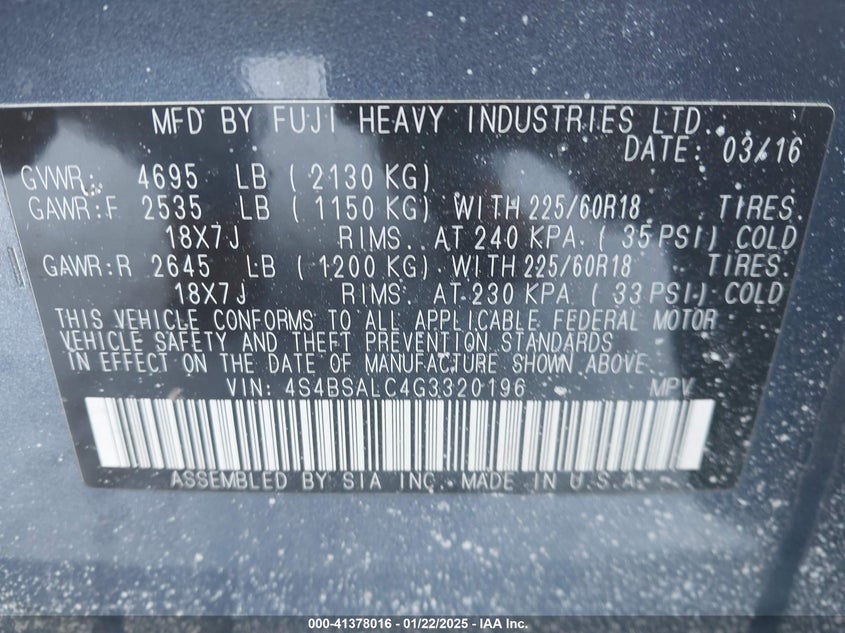 MFD BY FUJI HEAVY INDUSTRIES LTD.
DATE: 03/16
GVWR: 4695 LB (2130 KG)
GAWR:F 2535 LB (1150 KG) WITH 225/60R18 TIRES.
18X7J RIMS. AT 240 KPA (35 PSI) COLD
GAWR:R 2645 LB (1200 KG) WITH 225/60R18 TIRES.
18X7J RIMS. AT 230 KPA (33 PSI) COLD
THIS VEHICLE CONFORMS TO ALL APPLICABLE FEDERAL MOTOR
VEHICLE SAFETY AND THEFT PREVENTION STANDARDS
IN EFFECT ON THE DATE OF MANUFACTURE SHOWN ABOVE.
VIN: 4S4BSALC4G3320196 MPV
ASSEMBLED BY SIA INC. MADE IN U.S.A.
000-41378016 - 01/22/2025 - IAA Inc.